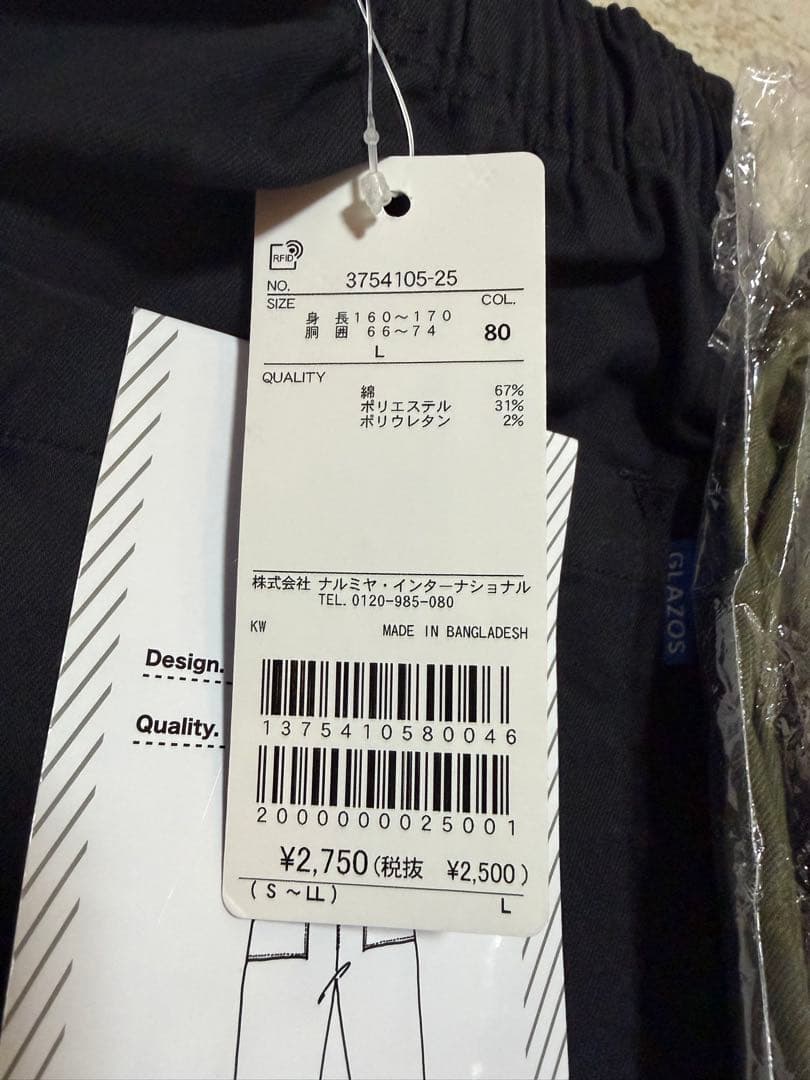 RFID
NO. 3754105-25
SIZE COL.
身 長 160〜170
胴 囲 66〜74 80
L
QUALITY
綿 67%
ポリエステル 31%
ポリウレタン 2%
株式会社 ナルミヤ・インターナショナル
TEL. 0120-985-080
KW MADE IN BANGLADESH
1375410580046
2000000025001
¥2,750(税抜 ¥2,500)
(S〜LL) L
Design.
Quality.
GLAZOS